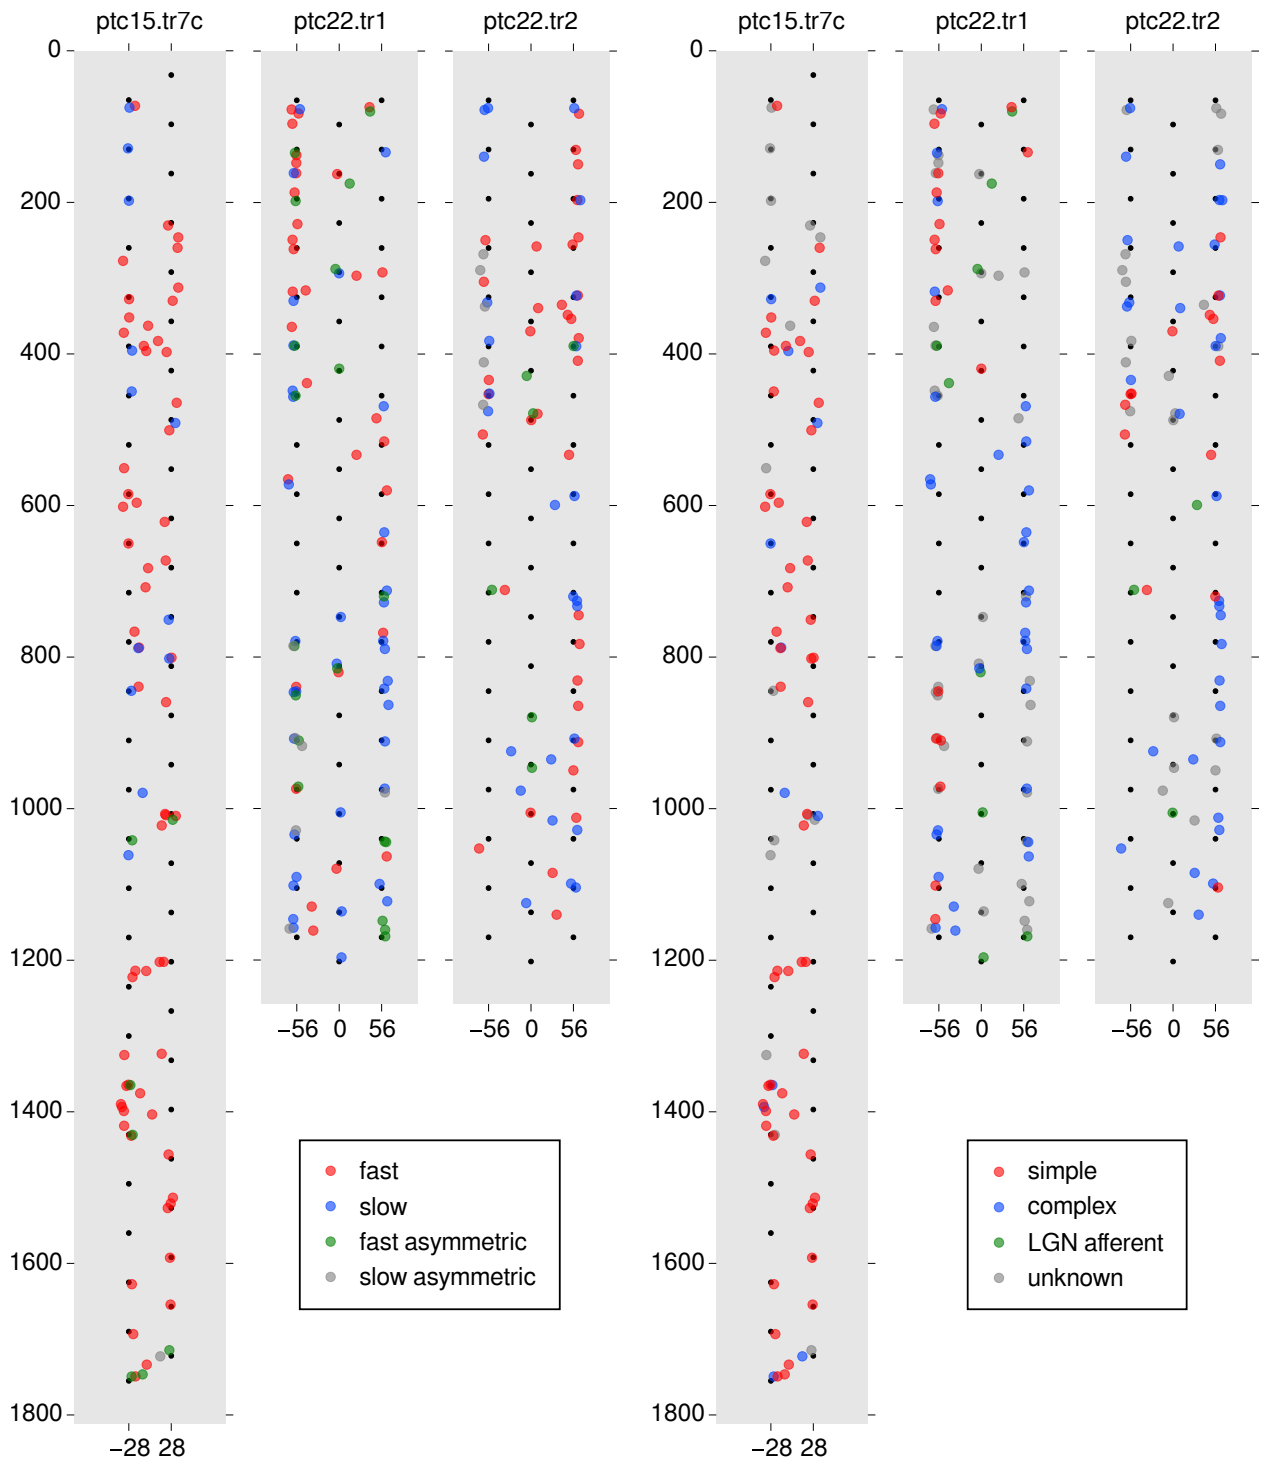 ptc15.tr7c ptc22.tr1 ptc22.tr2 ptc15.tr7c ptc22.tr1 ptc22.tr2
0 0
200 200
400 400
600 600
800 800
1000 1000
−56 0 56 −56 0 56 −56 0 56 −56 0 56
1200 1200
1400 1400
fast simple
slow complex
fast asymmetric LGN afferent
slow asymmetric unknown
1600 1600
1800 1800
−28 28 −28 28